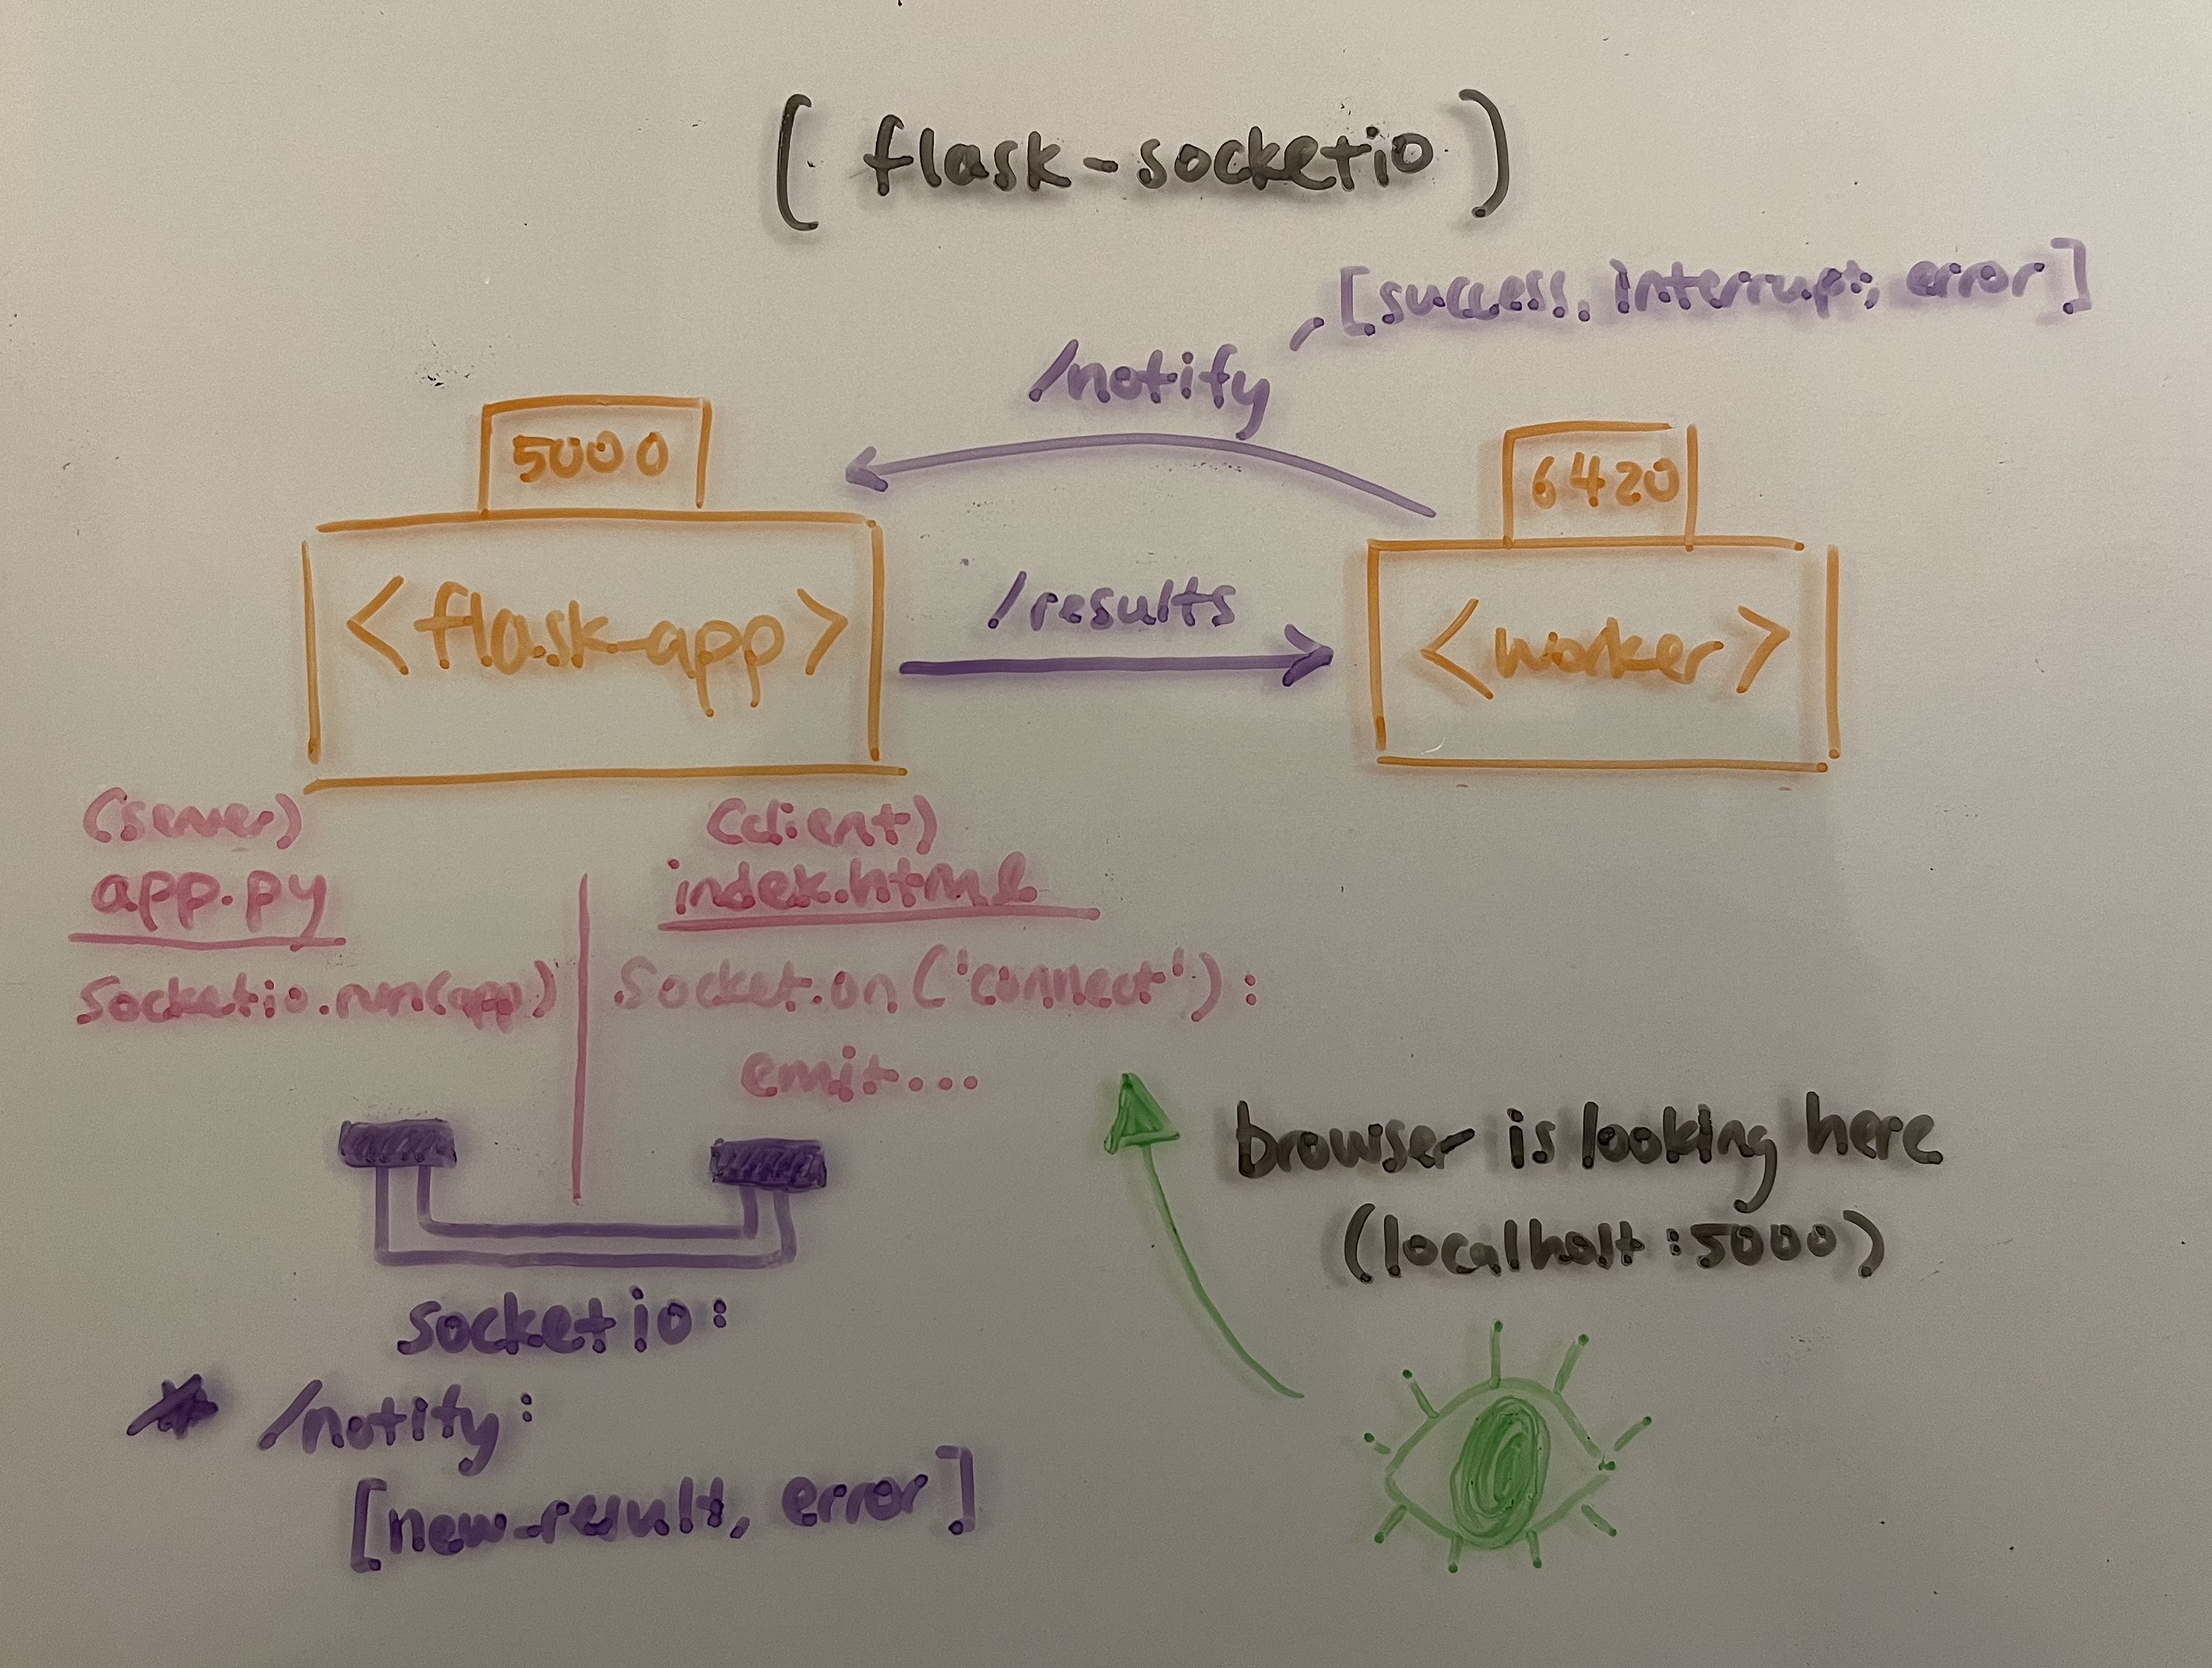 ( flask-socketio )
[success, interrupt, error]
/notify
5000
6420
<flask-app>
/results
<worker>
(server)
app.py
socketio.run(app)
(client)
index.html
Socket.on('connect'):
emit...
browser is looking here
(localhost:5000)
socketio:
* /notify:
[new-result, error]